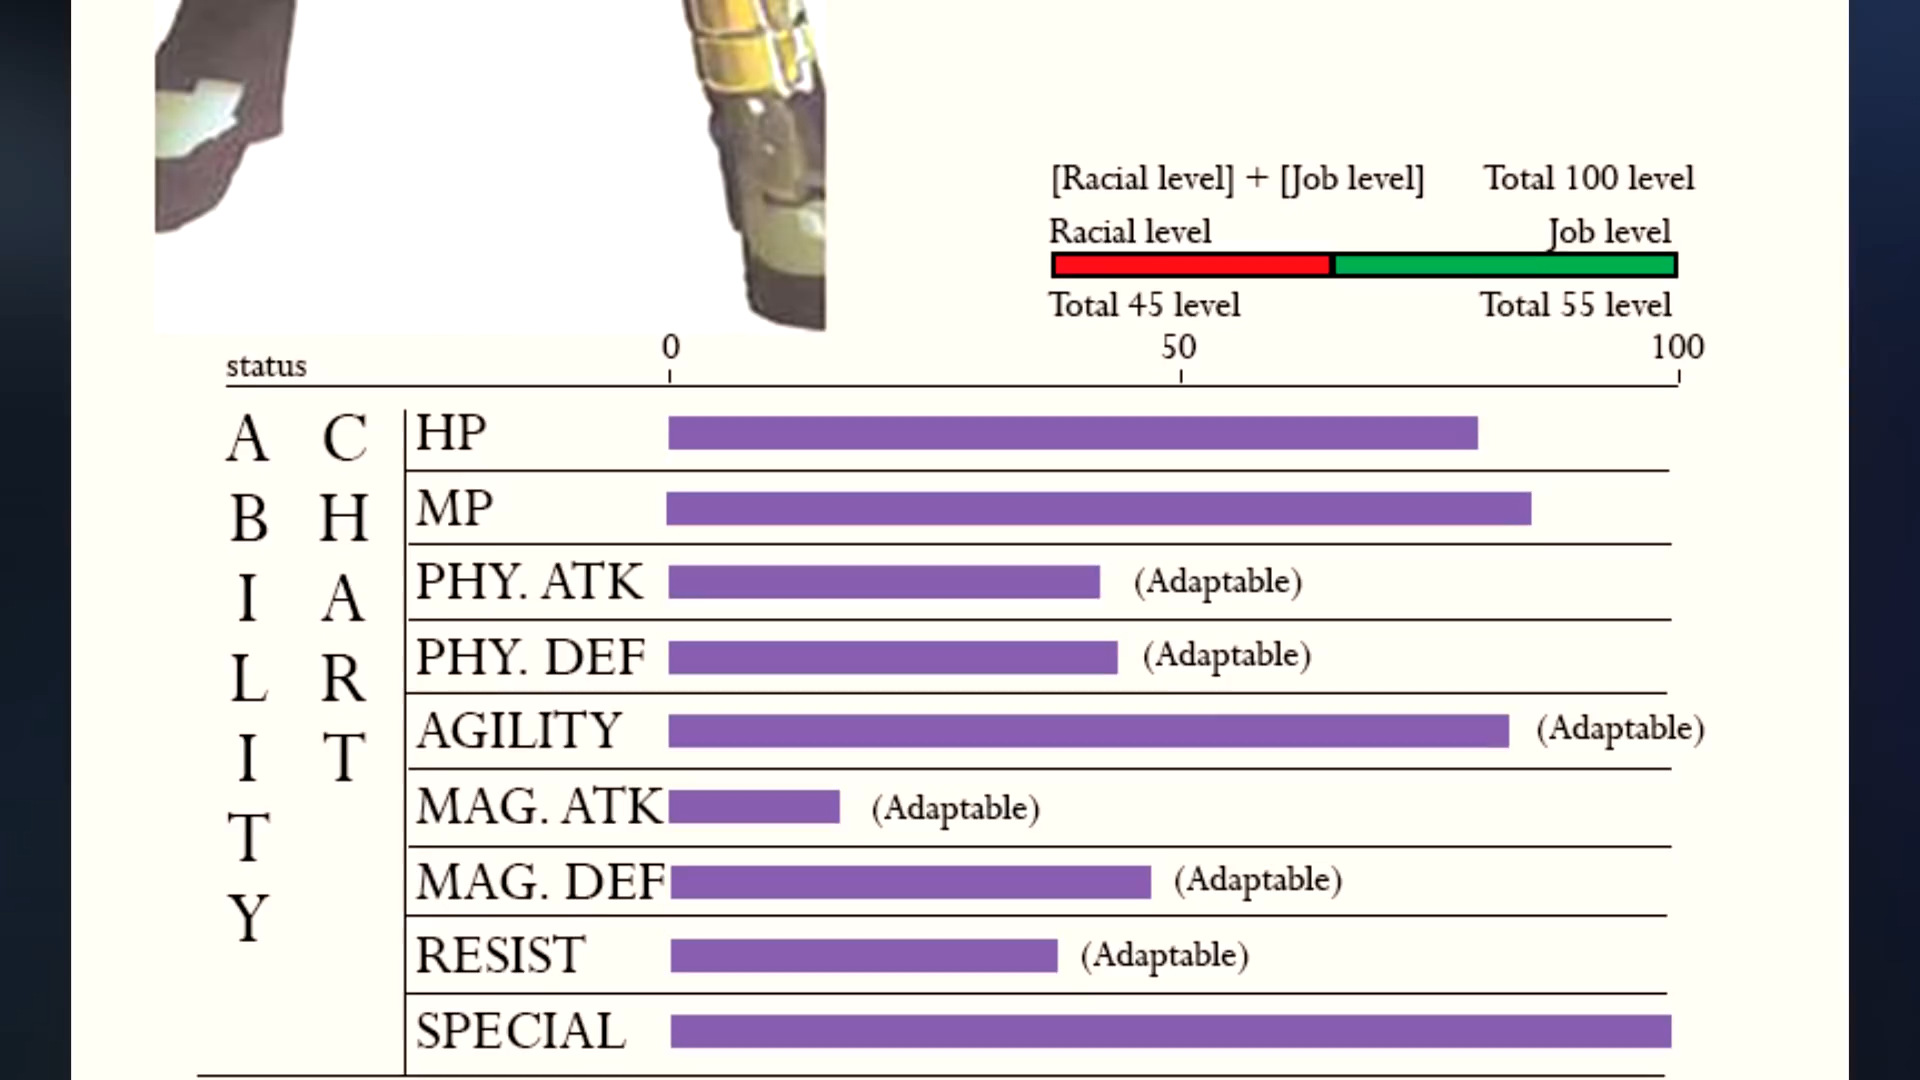 [Racial level] + [Job level] Total 100 level
Racial level Job level
Total 45 level Total 55 level
status 0 50 100
ABILITY CHART
HP
MP
PHY. ATK (Adaptable)
PHY. DEF (Adaptable)
AGILITY (Adaptable)
MAG. ATK (Adaptable)
MAG. DEF (Adaptable)
RESIST (Adaptable)
SPECIAL